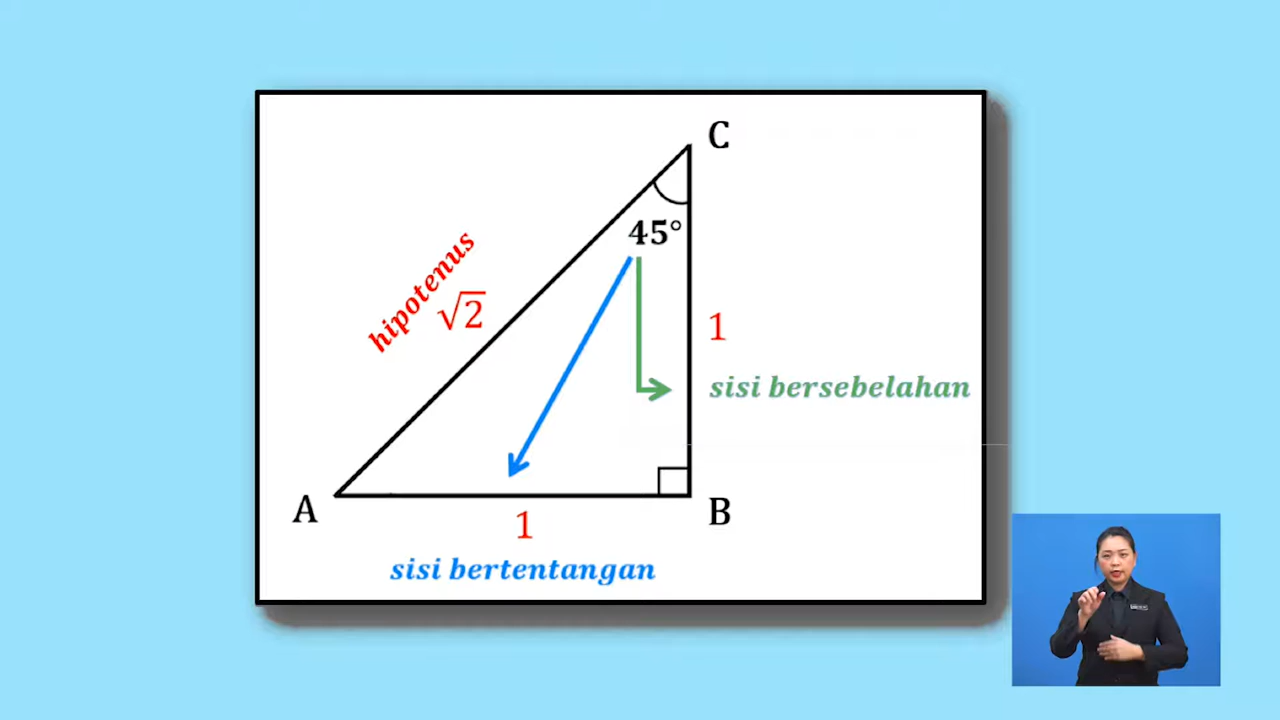 C
45°
hipotenus
√2
1
sisi bersebelahan
A
B
1
sisi bertentangan